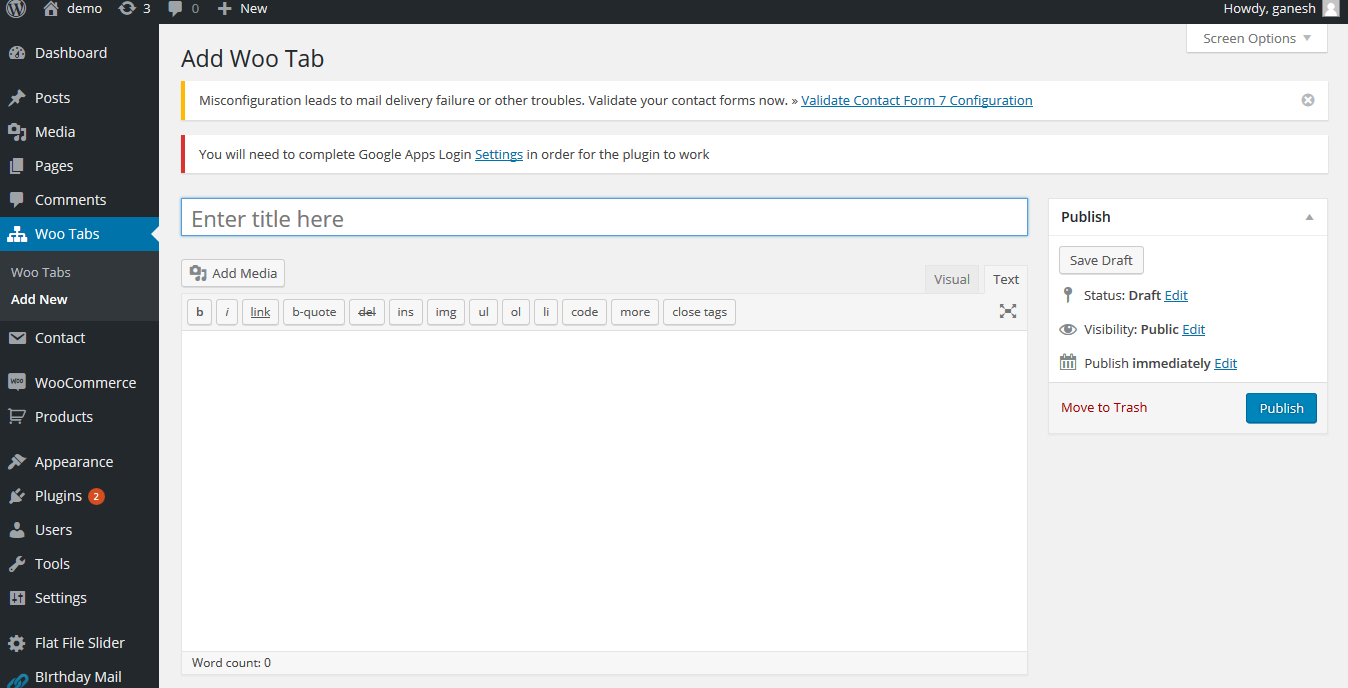 demo 3 0 New Howdy, ganesh
Screen Options
Dashboard
Posts
Media
Pages
Comments
Woo Tabs
Woo Tabs
Add New
Contact
WooCommerce
Products
Appearance
Plugins 2
Users
Tools
Settings
Flat File Slider
BIrthday Mail
Add Woo Tab
Misconfiguration leads to mail delivery failure or other troubles. Validate your contact forms now. » Validate Contact Form 7 Configuration
You will need to complete Google Apps Login Settings in order for the plugin to work
Enter title here
Add Media
Visual Text
b i link b-quote del ins img ul ol li code more close tags
Word count: 0
Publish
Save Draft
Status: Draft Edit
Visibility: Public Edit
Publish immediately Edit
Move to Trash Publish